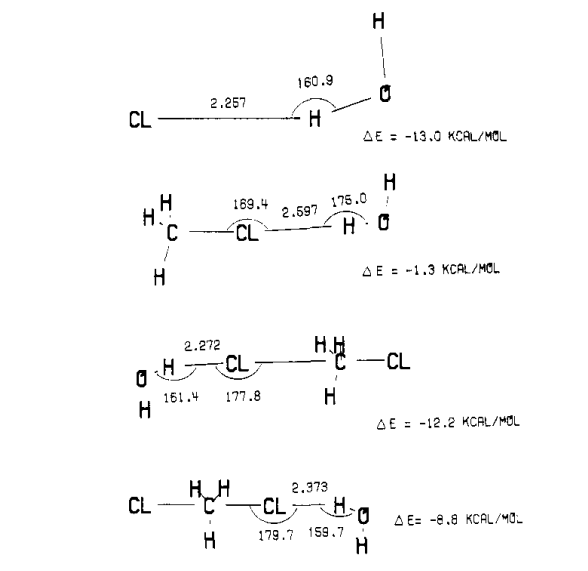 H
160.9
2.257
O
CL H
ΔE = -13.0 KCAL/MOL
H
H 169.4 2.597 175.0
H C CL H O
H
ΔE = -1.3 KCAL/MOL
2.272 H H
H CL C CL
O
161.4 177.8 H
H
ΔE = -12.2 KCAL/MOL
H H 2.373
CL C CL H O
ΔE= -8.8 KCAL/MOL
H 179.7 159.7 H